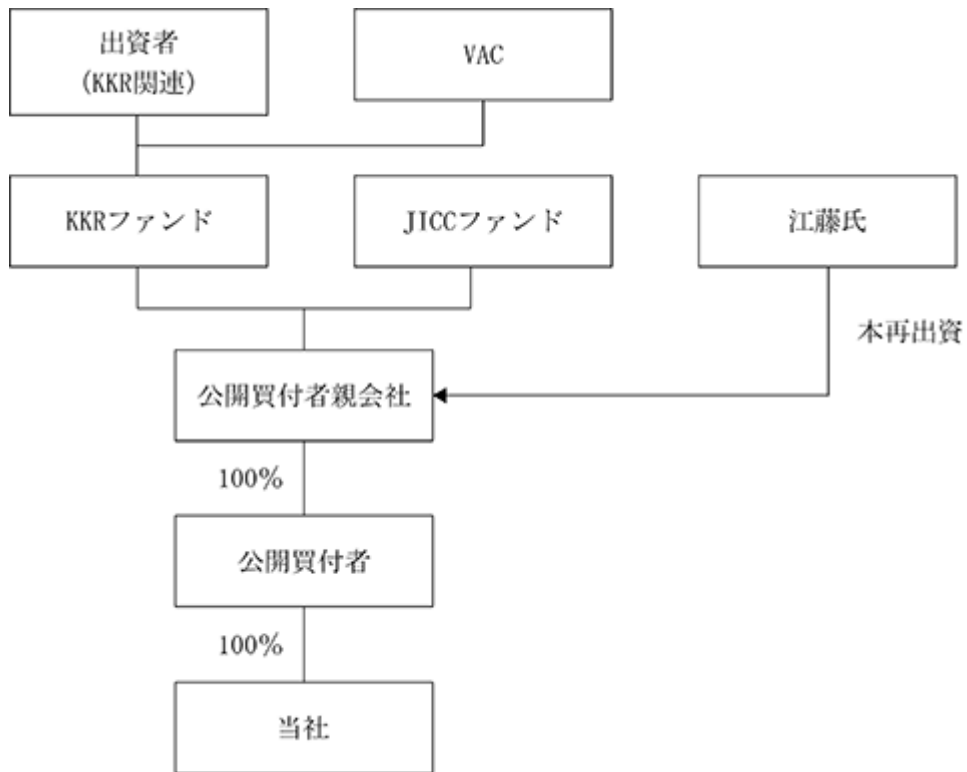 出資者
(KKR関連)
VAC
KKRファンド
JICCファンド
江藤氏
本再出資
公開買付者親会社
100%
公開買付者
100%
当社